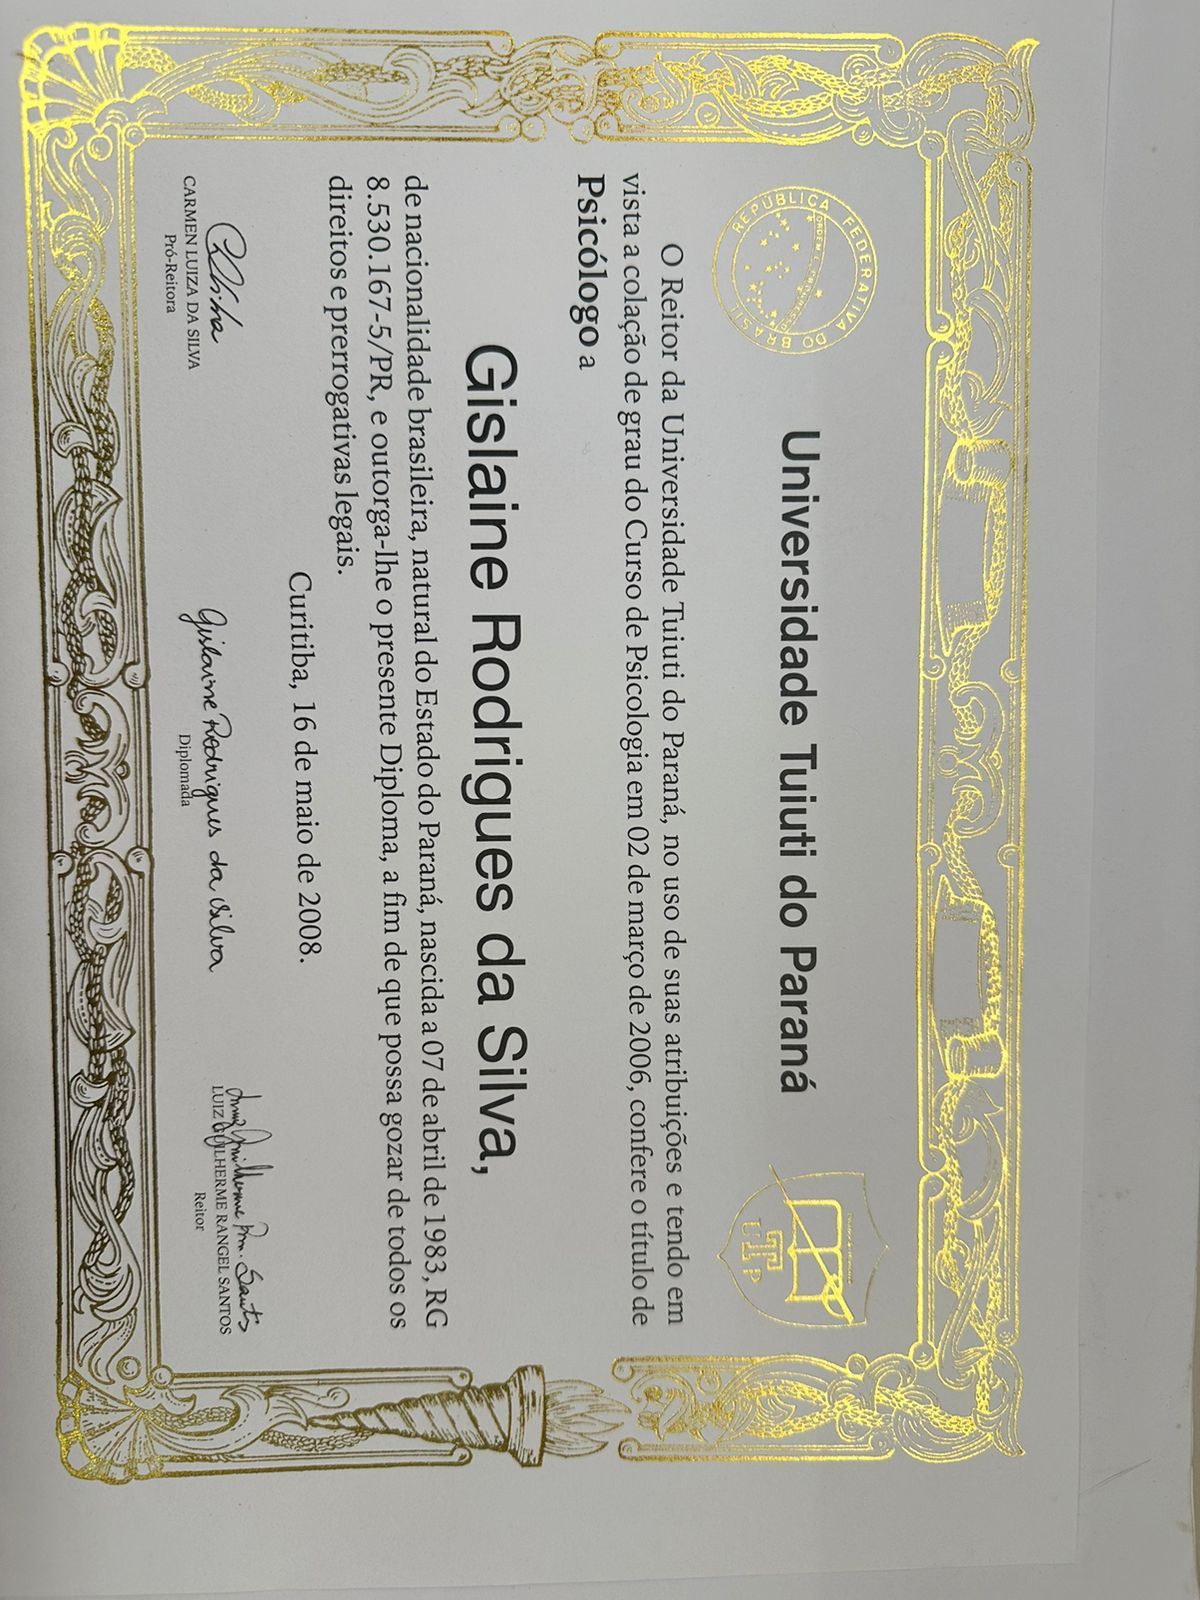 REPÚBLICA FEDERATIVA DO BRASIL
ORDEM E PROGRESSO
Universidade Tuiuti do Paraná
UTP
O Reitor da Universidade Tuiuti do Paraná, no uso de suas atribuições e tendo em
vista a colação de grau do Curso de Psicologia em 02 de março de 2006, confere o título de
Psicólogo a
Gislaine Rodrigues da Silva,
de nacionalidade brasileira, natural do Estado do Paraná, nascida a 07 de abril de 1983, RG
8.530.167-5/PR, e outorga-lhe o presente Diploma, a fim de que possa gozar de todos os
direitos e prerrogativas legais.
Curitiba, 16 de maio de 2008.
CARMEN LUIZA DA SILVA
Pró-Reitora
Gislaine Rodrigues da Silva
Diplomada
LUIZ GUILHERME RANGEL SANTOS
Reitor